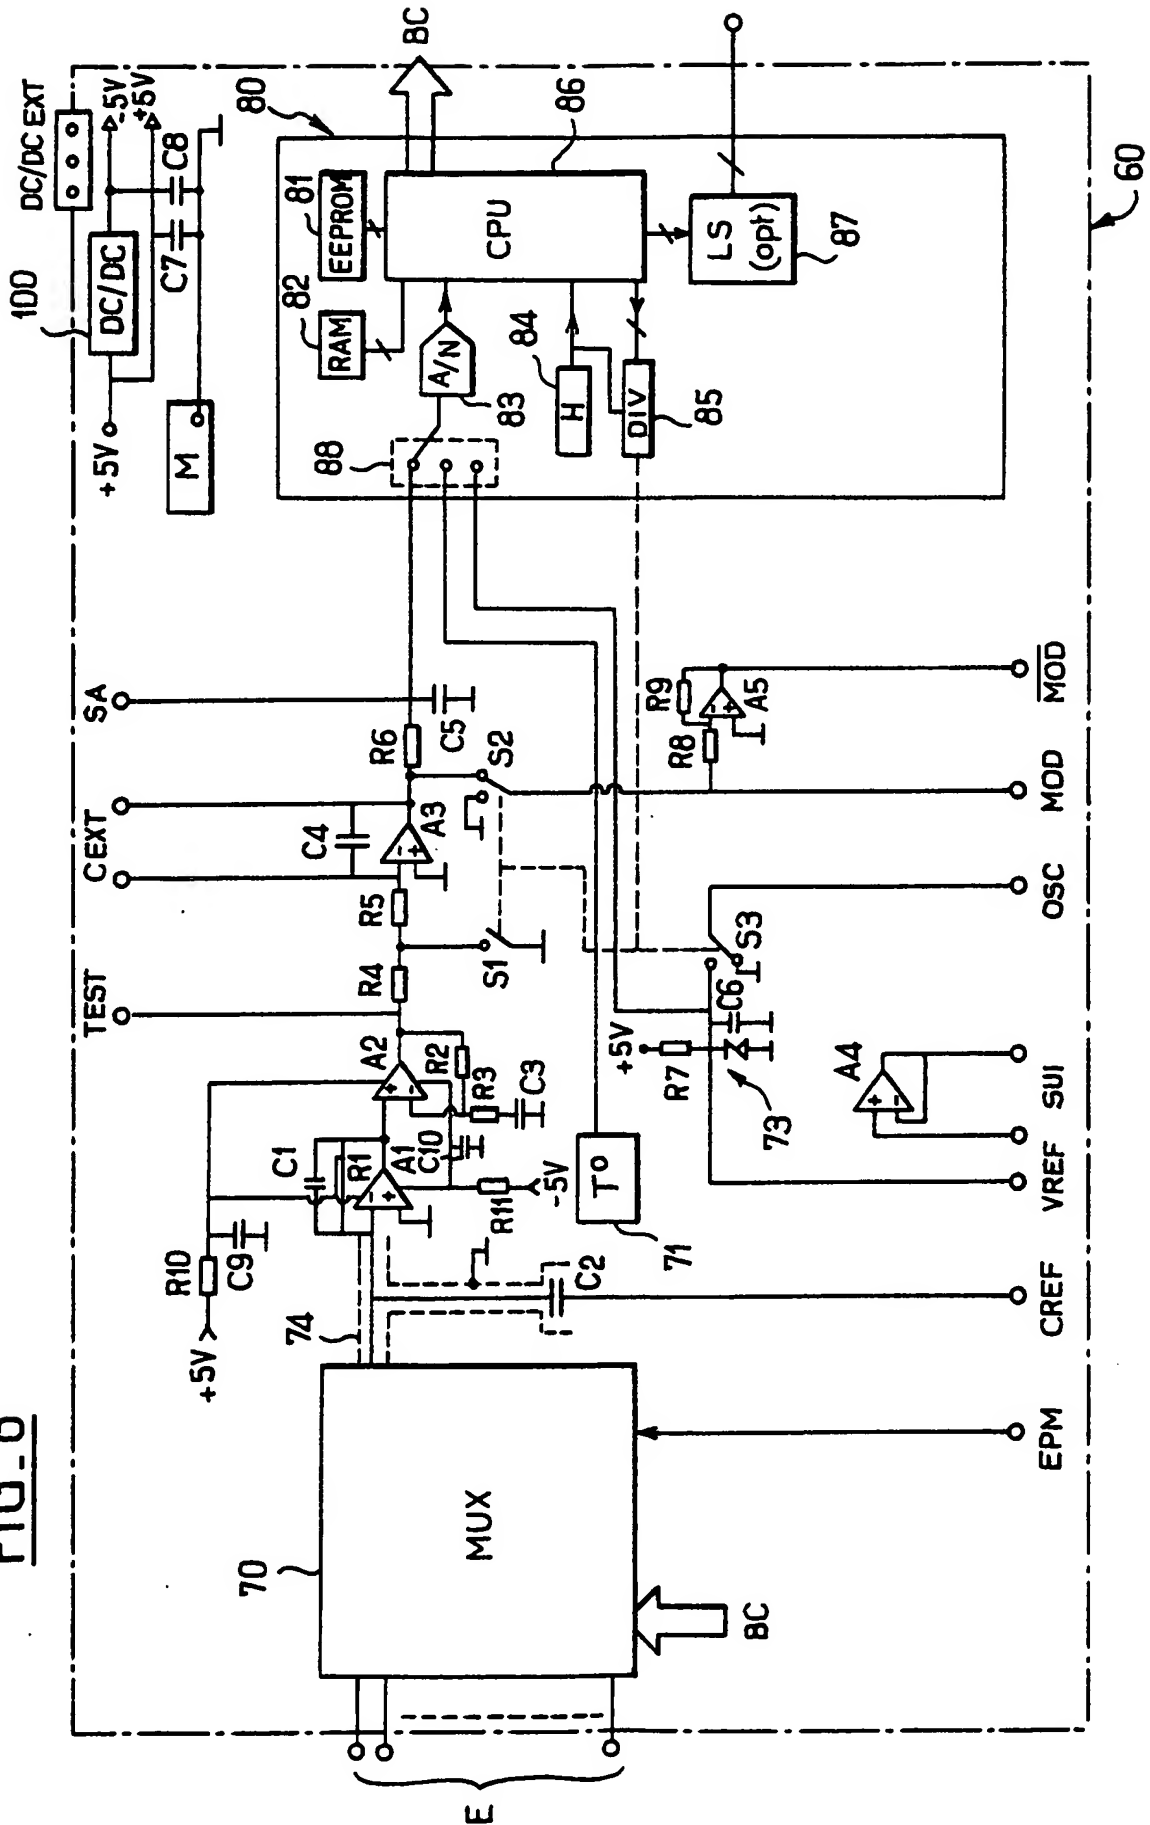 FIG_6
DC/DC EXT
100
+5V
DC/DC
-5V
+5V
C7
C8
M
BC
80
81
EEPROM
82
RAM
CPU
86
A/N
83
88
84
H
DIV
85
LS
(opt)
87
60
SA
CEXT
TEST
C4
R6
C5
S2
A3
R5
R4
S1
A2
R2
R3
C3
C1
R1
A1
C10
R11
-5V
R10
C9
+5V
74
C2
T°
71
R9
R8
A5
MOD
MOD
OSC
S3
C6
+5V
R7
73
A4
SUI
VREF
CREF
EPM
70
MUX
BC
E